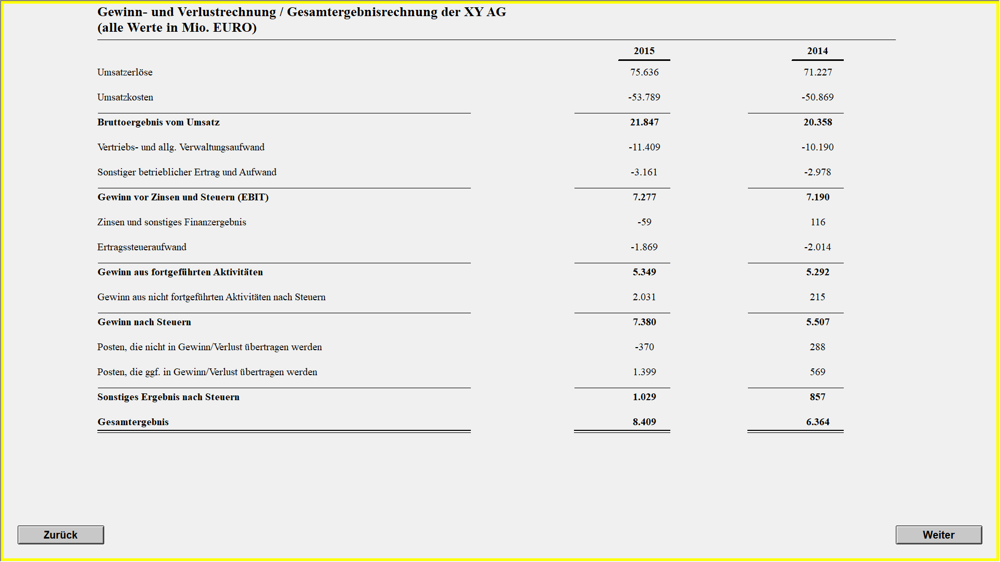 Gewinn- und Verlustrechnung / Gesamtergebnisrechnung der XY AG
(alle Werte in Mio. EURO)
2015 2014
Umsatzerlöse 75.636 71.227
Umsatzkosten -53.789 -50.869
Bruttoergebnis vom Umsatz 21.847 20.358
Vertriebs- und allg. Verwaltungsaufwand -11.409 -10.190
Sonstiger betrieblicher Ertrag und Aufwand -3.161 -2.978
Gewinn vor Zinsen und Steuern (EBIT) 7.277 7.190
Zinsen und sonstiges Finanzergebnis -59 116
Ertragssteueraufwand -1.869 -2.014
Gewinn aus fortgeführten Aktivitäten 5.349 5.292
Gewinn aus nicht fortgeführten Aktivitäten nach Steuern 2.031 215
Gewinn nach Steuern 7.380 5.507
Posten, die nicht in Gewinn/Verlust übertragen werden -370 288
Posten, die ggf. in Gewinn/Verlust übertragen werden 1.399 569
Sonstiges Ergebnis nach Steuern 1.029 857
Gesamtergebnis 8.409 6.364
Zurück Weiter